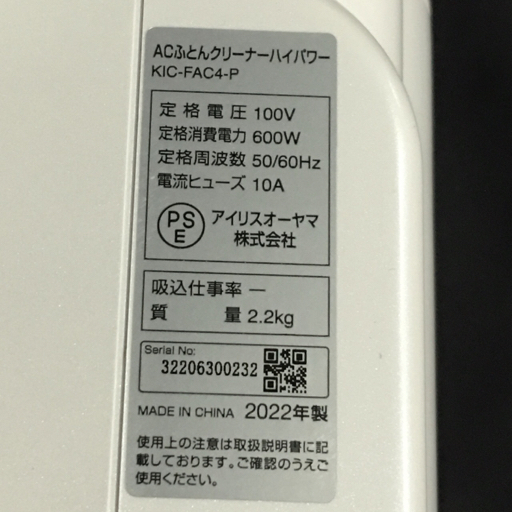 ACふとんクリーナーハイパワー
KIC-FAC4-P
定格電圧 100V
定格消費電力 600W
定格周波数 50/60Hz
電流ヒューズ 10A
PS
E
アイリスオーヤマ
株式会社
吸込仕事率 ー
質量 2.2kg
Serial No:
32206300232
MADE IN CHINA 2022年製
使用上の注意は取扱説明書に記
載しております。ご確認のうえご
使用ください。